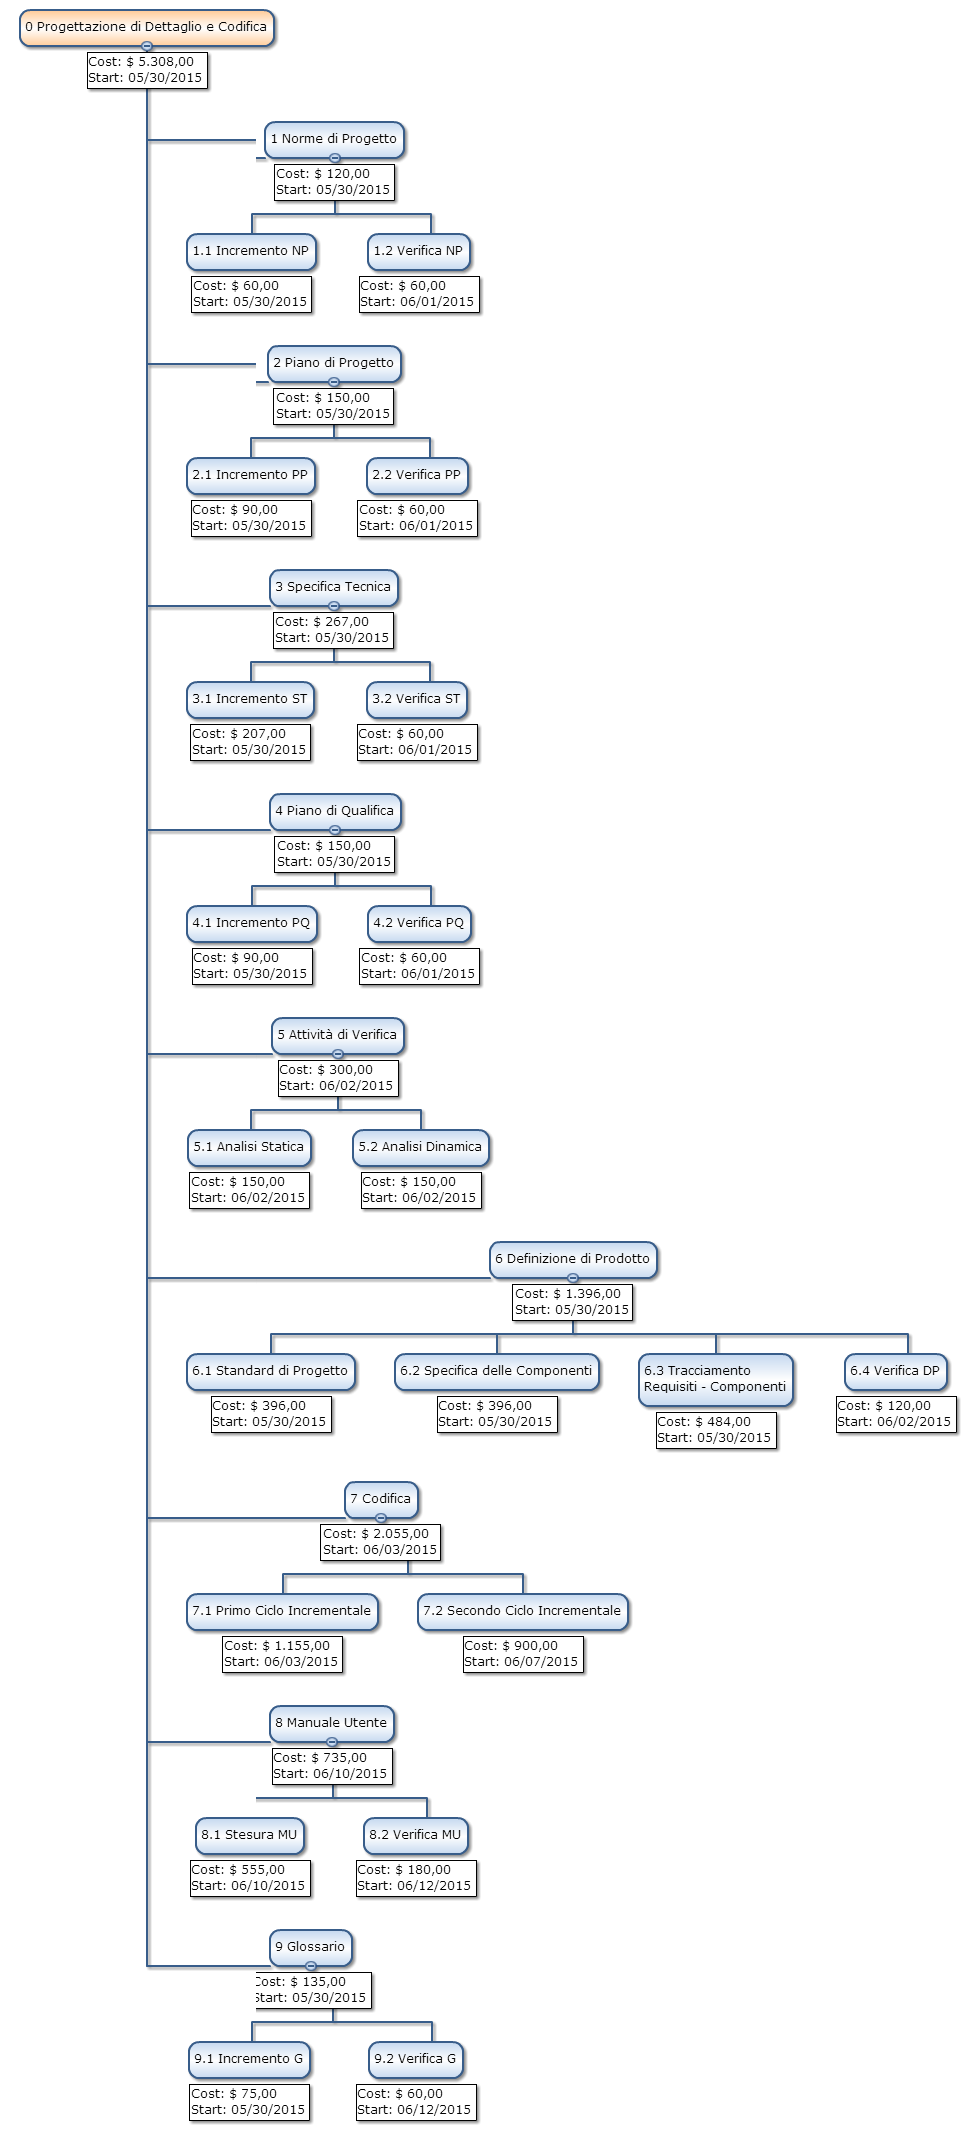 0 Progettazione di Dettaglio e Codifica
Cost: $ 5.308,00
Start: 05/30/2015
1 Norme di Progetto
Cost: $ 120,00
Start: 05/30/2015
1.1 Incremento NP
Cost: $ 60,00
Start: 05/30/2015
1.2 Verifica NP
Cost: $ 60,00
Start: 06/01/2015
2 Piano di Progetto
Cost: $ 150,00
Start: 05/30/2015
2.1 Incremento PP
Cost: $ 90,00
Start: 05/30/2015
2.2 Verifica PP
Cost: $ 60,00
Start: 06/01/2015
3 Specifica Tecnica
Cost: $ 267,00
Start: 05/30/2015
3.1 Incremento ST
Cost: $ 207,00
Start: 05/30/2015
3.2 Verifica ST
Cost: $ 60,00
Start: 06/01/2015
4 Piano di Qualifica
Cost: $ 150,00
Start: 05/30/2015
4.1 Incremento PQ
Cost: $ 90,00
Start: 05/30/2015
4.2 Verifica PQ
Cost: $ 60,00
Start: 06/01/2015
5 Attività di Verifica
Cost: $ 300,00
Start: 06/02/2015
5.1 Analisi Statica
Cost: $ 150,00
Start: 06/02/2015
5.2 Analisi Dinamica
Cost: $ 150,00
Start: 06/02/2015
6 Definizione di Prodotto
Cost: $ 1.396,00
Start: 05/30/2015
6.1 Standard di Progetto
Cost: $ 396,00
Start: 05/30/2015
6.2 Specifica delle Componenti
Cost: $ 396,00
Start: 05/30/2015
6.3 Tracciamento
Requisiti - Componenti
Cost: $ 484,00
Start: 05/30/2015
6.4 Verifica DP
Cost: $ 120,00
Start: 06/02/2015
7 Codifica
Cost: $ 2.055,00
Start: 06/03/2015
7.1 Primo Ciclo Incrementale
Cost: $ 1.155,00
Start: 06/03/2015
7.2 Secondo Ciclo Incrementale
Cost: $ 900,00
Start: 06/07/2015
8 Manuale Utente
Cost: $ 735,00
Start: 06/10/2015
8.1 Stesura MU
Cost: $ 555,00
Start: 06/10/2015
8.2 Verifica MU
Cost: $ 180,00
Start: 06/12/2015
9 Glossario
Cost: $ 135,00
Start: 05/30/2015
9.1 Incremento G
Cost: $ 75,00
Start: 05/30/2015
9.2 Verifica G
Cost: $ 60,00
Start: 06/12/2015